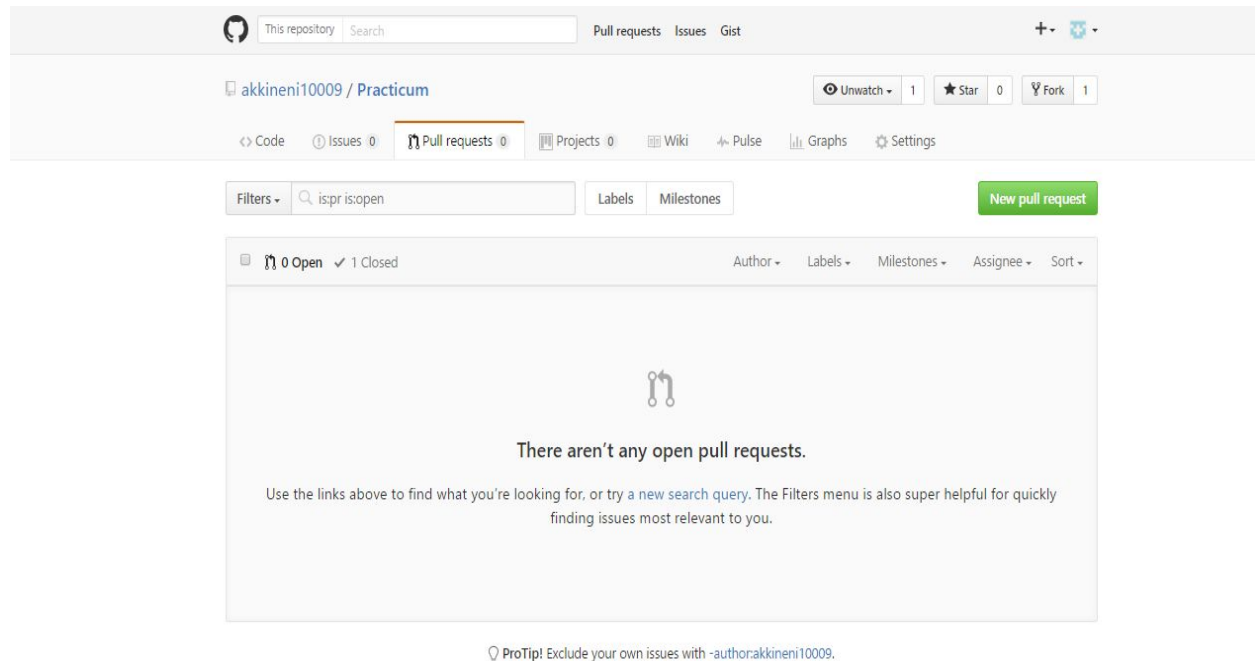 This repository Search Pull requests Issues Gist
akkineni10009 / Practicum Unwatch 1 Star 0 Fork 1
Code Issues 0 Pull requests 0 Projects 0 Wiki Pulse Graphs Settings
Filters is:pr is:open Labels Milestones New pull request
0 Open 1 Closed Author Labels Milestones Assignee Sort
There aren't any open pull requests.
Use the links above to find what you're looking for, or try a new search query. The Filters menu is also super helpful for quickly
finding issues most relevant to you.
ProTip! Exclude your own issues with -author:akkineni10009.